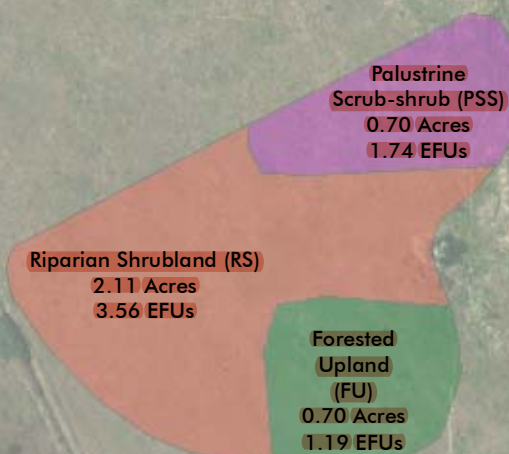 Palustrine
Scrub-shrub (PSS)
0.70 Acres
1.74 EFUs
Riparian Shrubland (RS)
2.11 Acres
3.56 EFUs
Forested
Upland
(FU)
0.70 Acres
1.19 EFUs